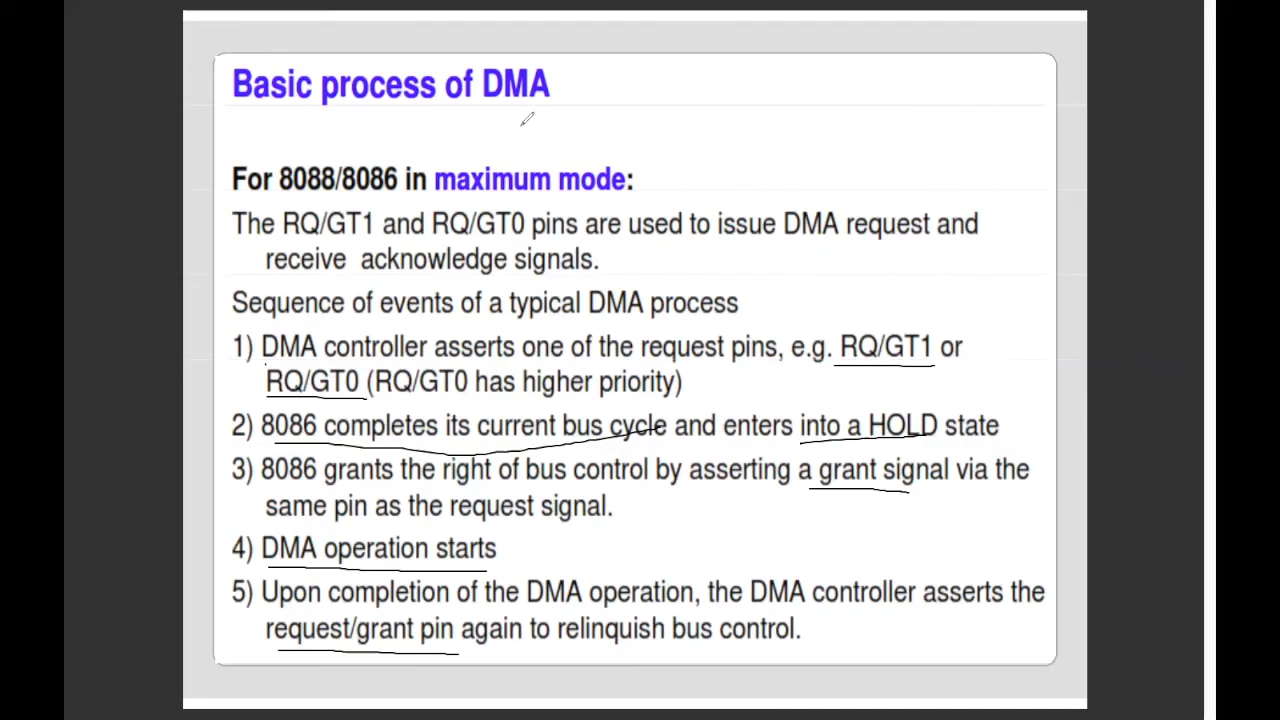 Basic process of DMA
For 8088/8086 in maximum mode:
The RQ/GT1 and RQ/GT0 pins are used to issue DMA request and
receive acknowledge signals.
Sequence of events of a typical DMA process
1) DMA controller asserts one of the request pins, e.g. RQ/GT1 or
RQ/GT0 (RQ/GT0 has higher priority)
2) 8086 completes its current bus cycle and enters into a HOLD state
3) 8086 grants the right of bus control by asserting a grant signal via the
same pin as the request signal.
4) DMA operation starts
5) Upon completion of the DMA operation, the DMA controller asserts the
request/grant pin again to relinquish bus control.